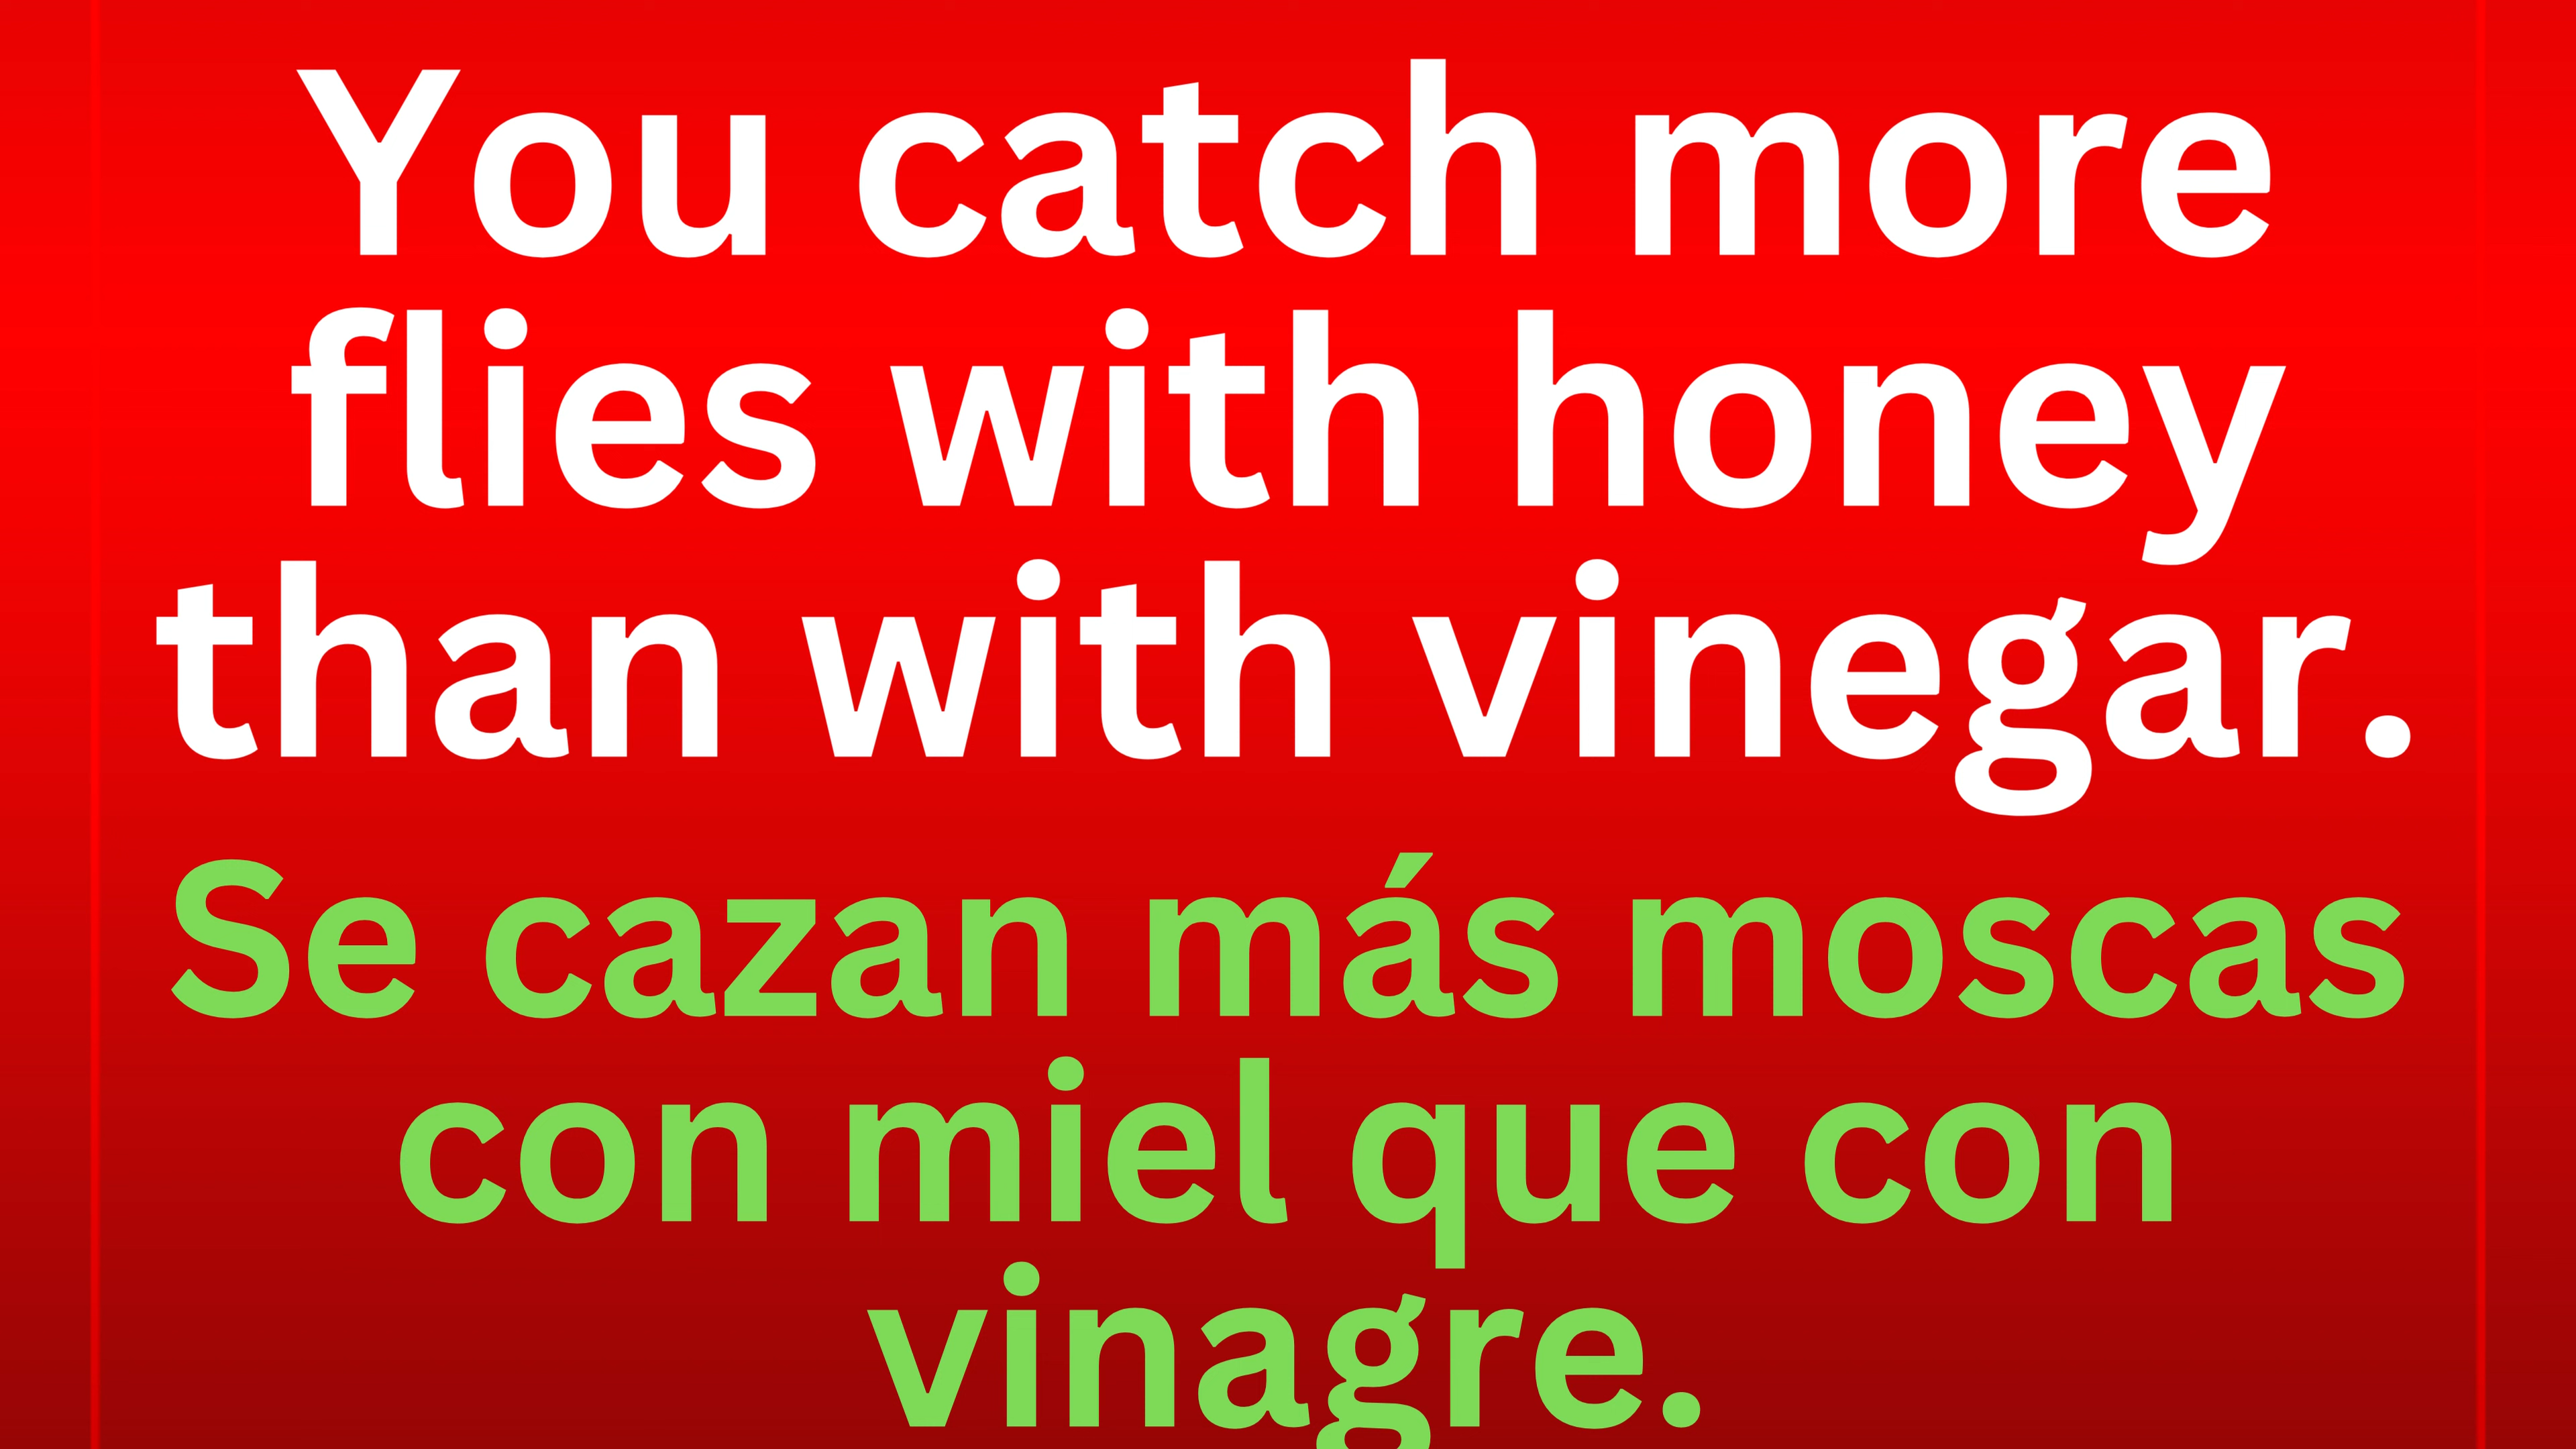 You catch more
flies with honey
than with vinegar.
Se cazan más moscas
con miel que con
vinagre.